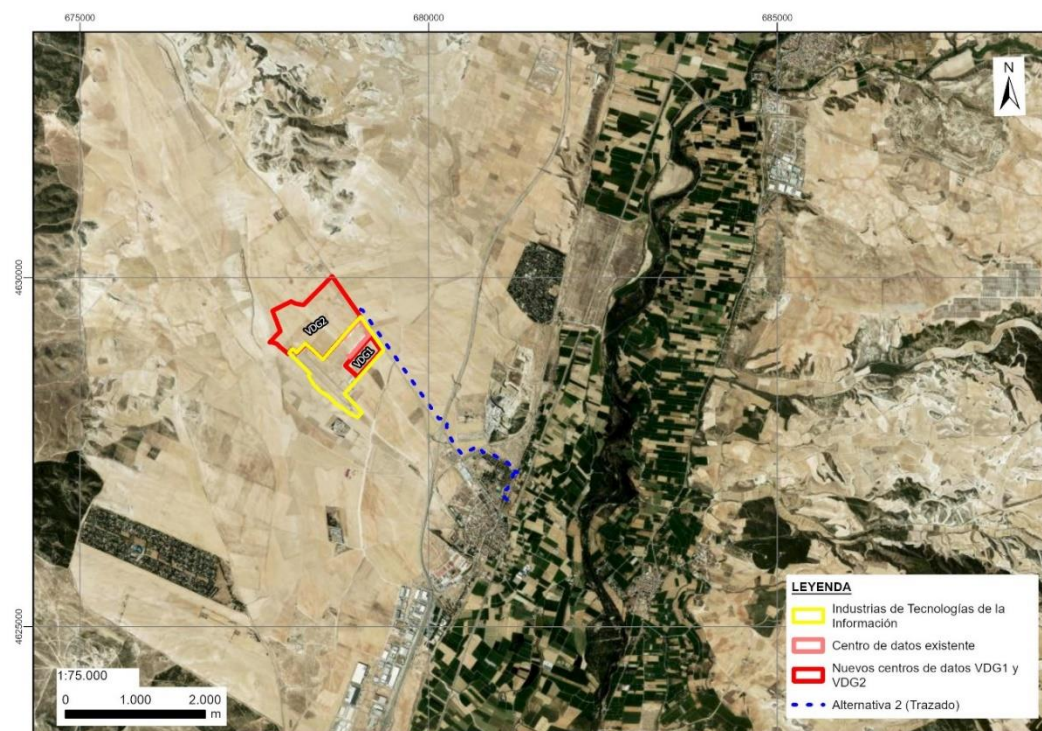 675000
680000
685000
N
4630000
VDG2
VDG1
4625000
LEYENDA
Industrias de Tecnologías de la
Información
Centro de datos existente
Nuevos centros de datos VDG1 y
VDG2
Alternativa 2 (Trazado)
1:75.000
0 1.000 2.000
m